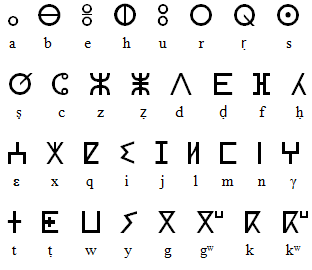 ⴰ ⴱ ⴻ ⵀ ⵓ ⵔ ⵕ ⵙ
a b e h u r ṛ s
ⵚ ⵛ ⵣ ⵥ ⴷ ⴹ ⴼ ⵃ
ṣ c z ẓ d ḍ f ḥ
ⵄ ⵅ ⵇ ⵉ ⵊ ⵍ ⵎ ⵏ ⵖ
ε x q i j l m n γ
ⵜ ⵟ ⵡ ⵢ ⴳ ⴳⵯ ⴽ ⴽⵯ
t ṭ w y g gʷ k kʷ